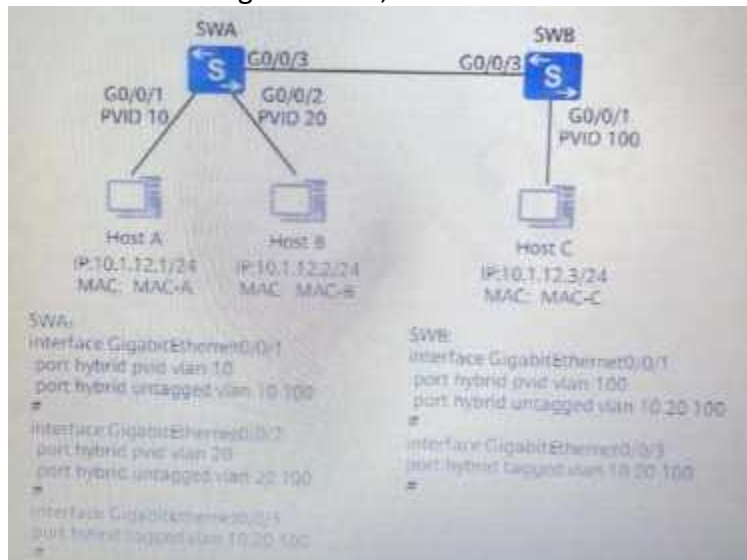 SWA
SWB
G0/0/3
G0/0/3
G0/0/1
PVID 10
G0/0/2
PVID 20
G0/0/1
PVID 100
Host A
IP:10.1.12.1/24
MAC: MAC-A
Host B
IP:10.1.12.2/24
MAC: MAC-B
Host C
IP:10.1.12.3/24
MAC: MAC-C
SWA:
interface GigabitEthernet0/0/1
port hybrid pvid vlan 10
port hybrid untagged vlan 10 100
#
interface GigabitEthernet0/0/2
port hybrid pvid vlan 20
port hybrid untagged vlan 20 100
#
interface GigabitEthernet0/0/3
port hybrid tagged vlan 10 20 100
#
SWB:
interface GigabitEthernet0/0/1
port hybrid pvid vlan 100
port hybrid untagged vlan 10 20 100
#
interface GigabitEthernet0/0/3
port hybrid tagged vlan 10 20 100
#